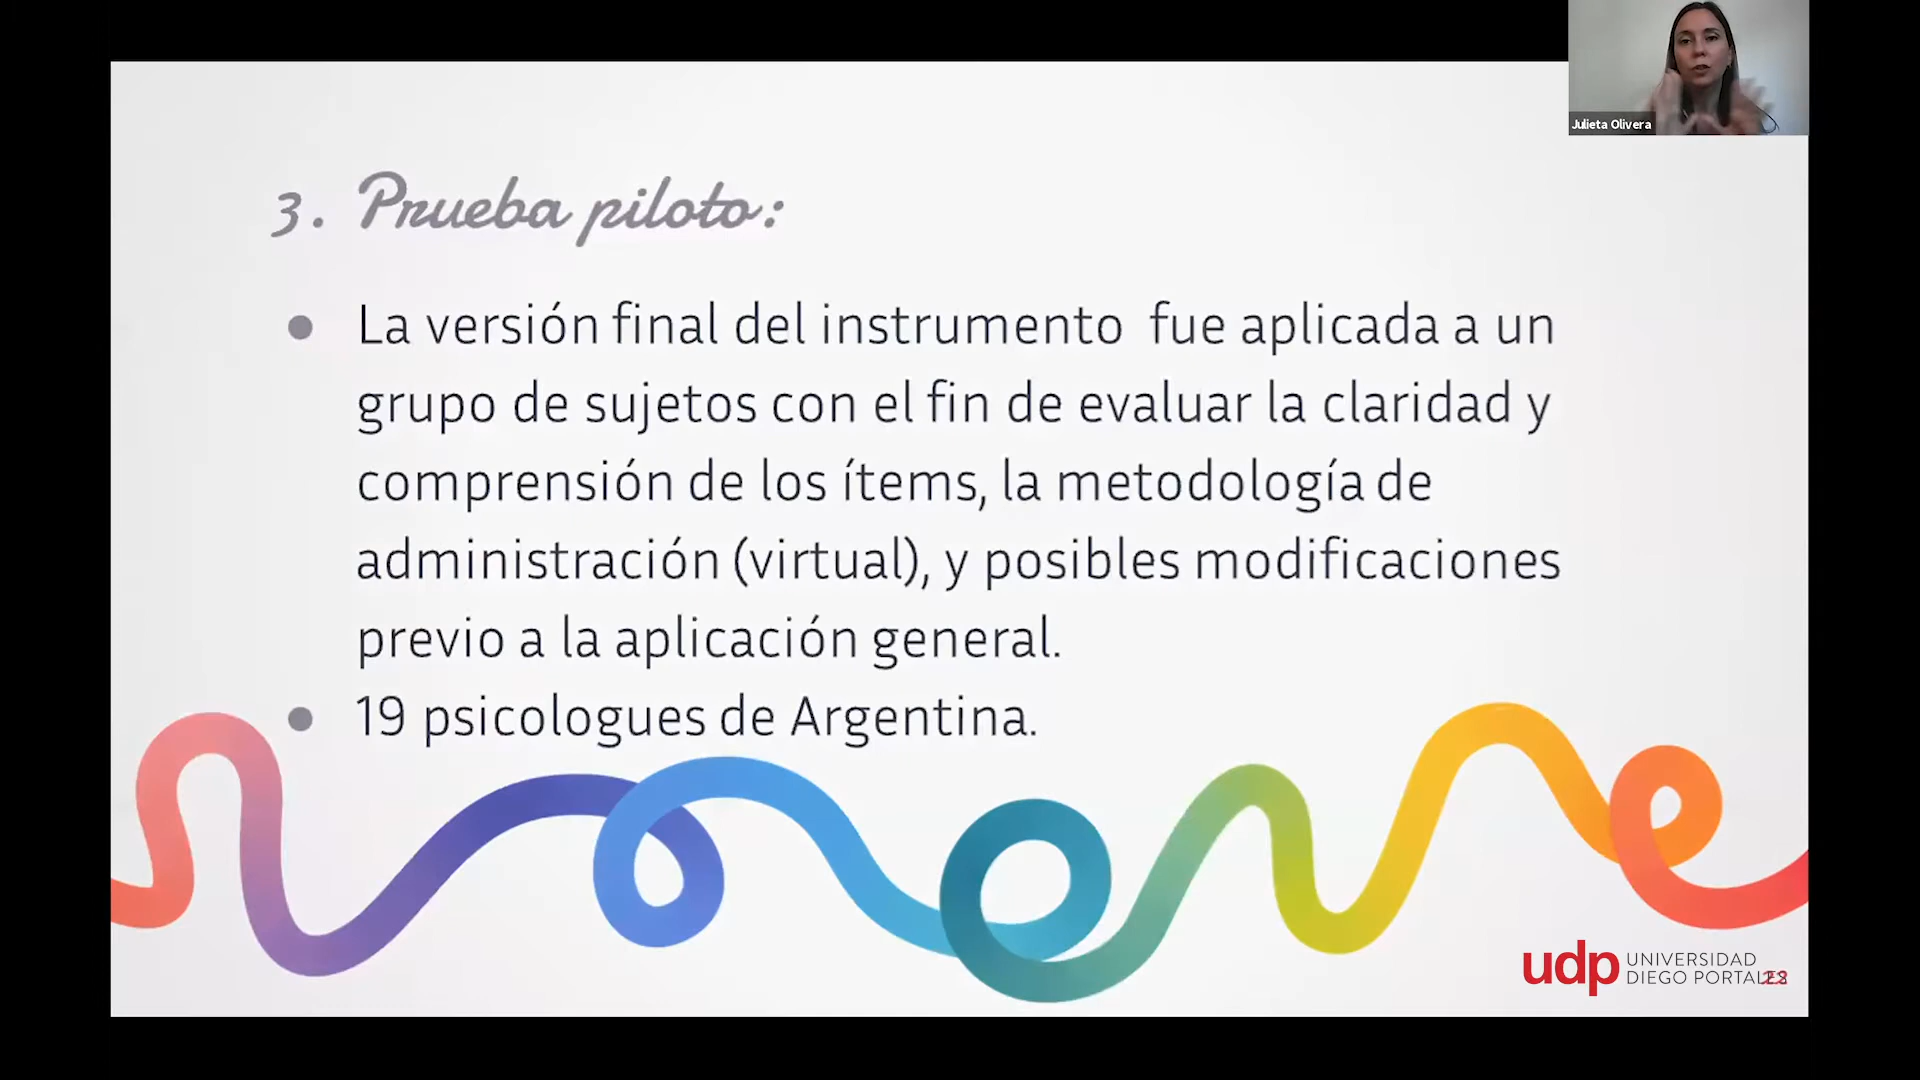 Julieta Olivera
3. Prueba piloto:
La versión final del instrumento fue aplicada a un
grupo de sujetos con el fin de evaluar la claridad y
comprensión de los ítems, la metodología de
administración (virtual), y posibles modificaciones
previo a la aplicación general.
19 psicologues de Argentina.
udp UNIVERSIDAD
DIEGO PORTALES